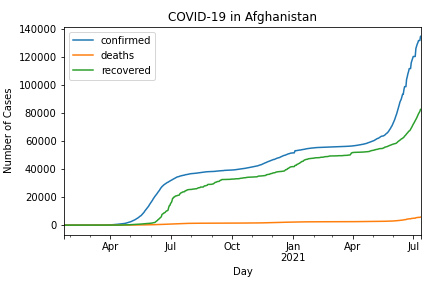 COVID-19 in Afghanistan
140000
120000
100000
80000
60000
40000
20000
0
Number of Cases
confirmed
deaths
recovered
Apr
Jul
Oct
Jan
2021
Apr
Jul
Day